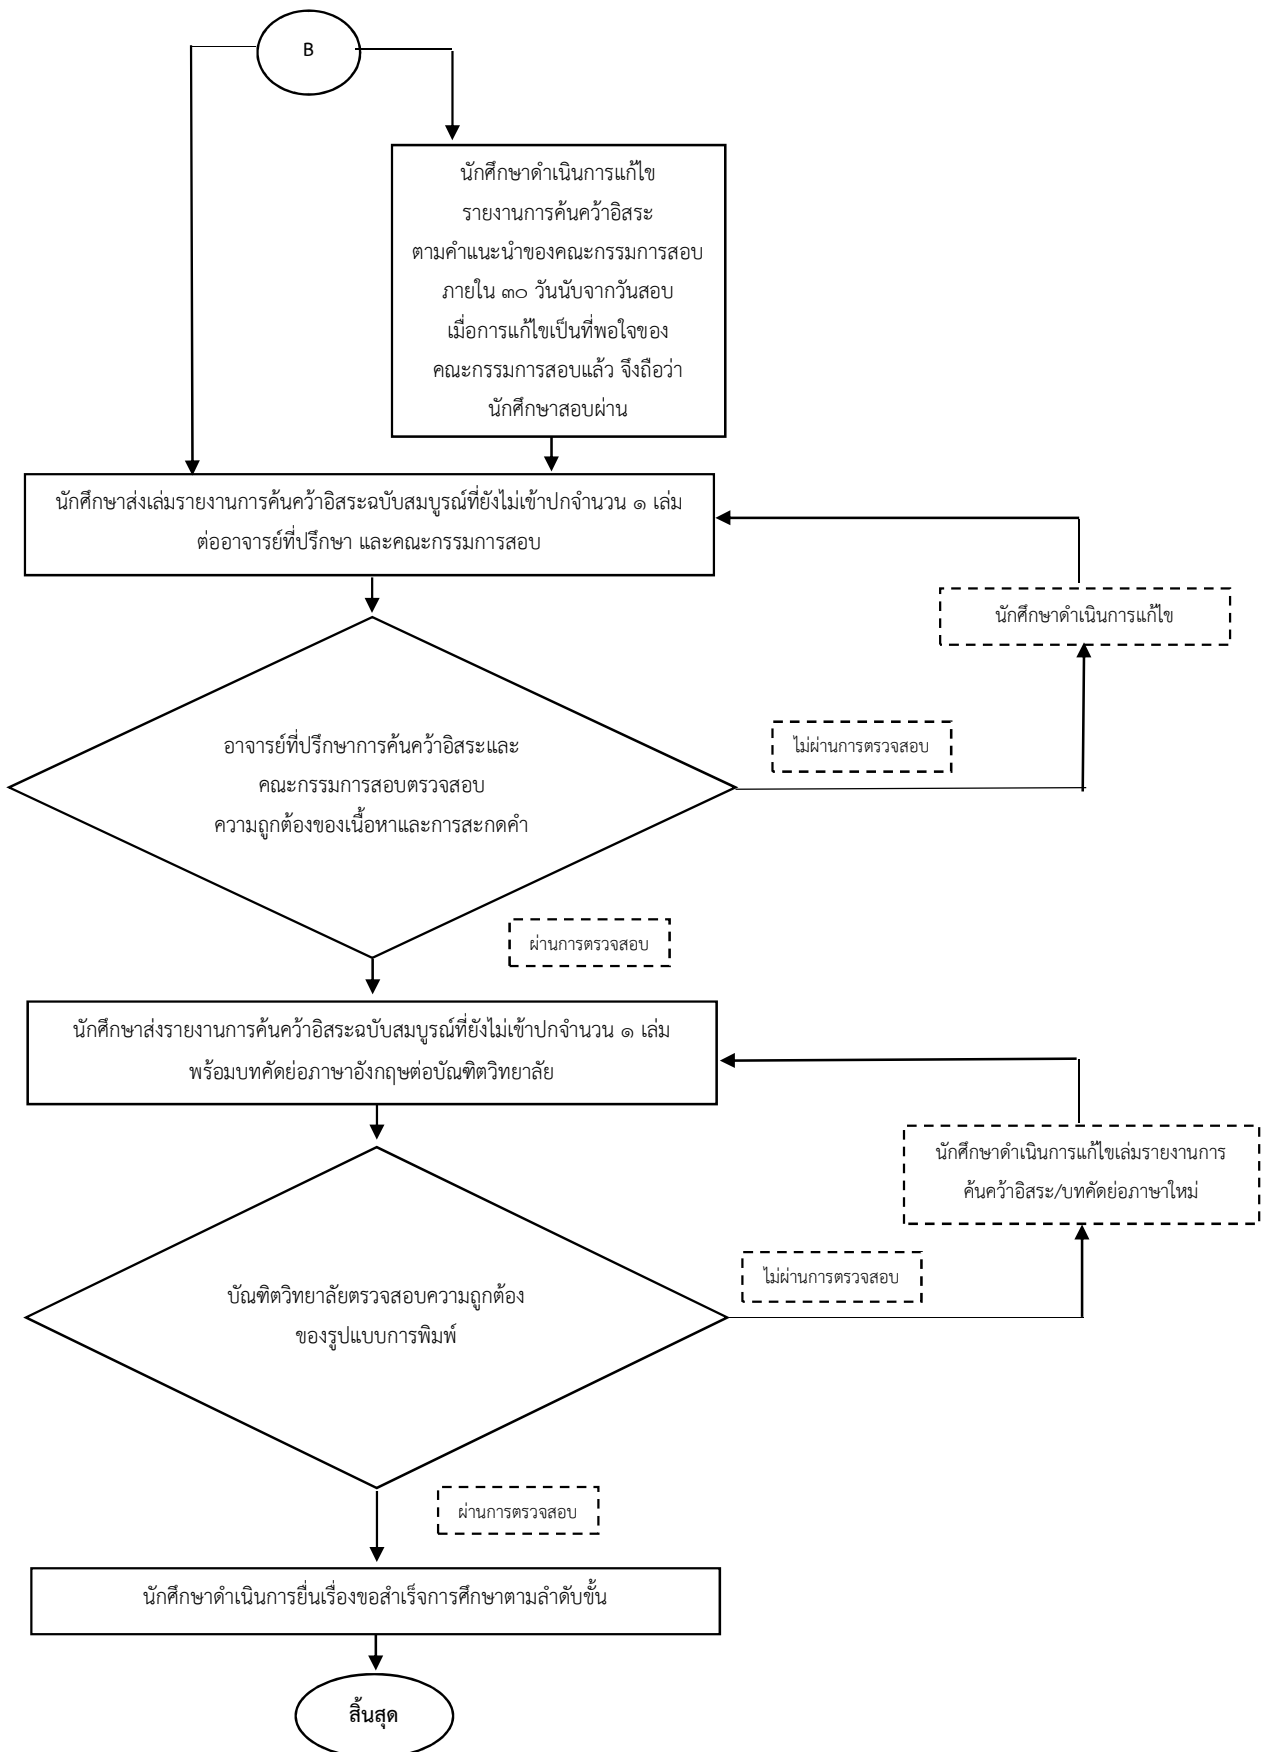 B
นักศึกษาดำเนินการแก้ไข
รายงานการค้นคว้าอิสระ
ตามคำแนะนำของคณะกรรมการสอบ
ภายใน ๓๐ วันนับจากวันสอบ
เมื่อการแก้ไขเป็นที่พอใจของ
คณะกรรมการสอบแล้ว จึงถือว่า
นักศึกษาสอบผ่าน
นักศึกษาส่งเล่มรายงานการค้นคว้าอิสระฉบับสมบูรณ์ที่ยังไม่เข้าปกจำนวน ๑ เล่ม
ต่ออาจารย์ที่ปรึกษา และคณะกรรมการสอบ
นักศึกษาดำเนินการแก้ไข
อาจารย์ที่ปรึกษาการค้นคว้าอิสระและ
คณะกรรมการสอบตรวจสอบ
ความถูกต้องของเนื้อหาและการสะกดคำ
ไม่ผ่านการตรวจสอบ
ผ่านการตรวจสอบ
นักศึกษาส่งรายงานการค้นคว้าอิสระฉบับสมบูรณ์ที่ยังไม่เข้าปกจำนวน ๑ เล่ม
พร้อมบทคัดย่อภาษาอังกฤษต่อบัณฑิตวิทยาลัย
นักศึกษาดำเนินการแก้ไขเล่มรายงานการ
ค้นคว้าอิสระ/บทคัดย่อภาษาใหม่
ไม่ผ่านการตรวจสอบ
บัณฑิตวิทยาลัยตรวจสอบความถูกต้อง
ของรูปแบบการพิมพ์
ผ่านการตรวจสอบ
นักศึกษาดำเนินการยื่นเรื่องขอสำเร็จการศึกษาตามลำดับขั้น
สิ้นสุด